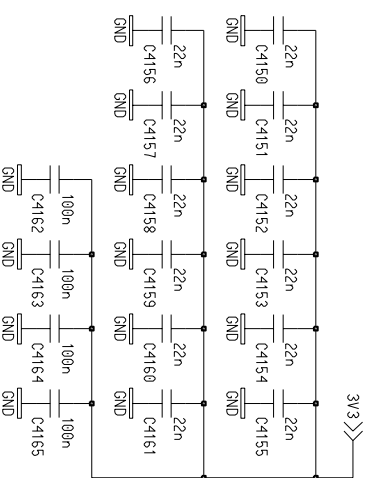 3V3
22n 22n 22n 22n 22n 22n
C4150 C4151 C4152 C4153 C4154 C4155
GND GND GND GND GND GND
22n 22n 22n 22n 22n 22n
C4156 C4157 C4158 C4159 C4160 C4161
GND GND GND GND GND GND
100n 100n 100n 100n
C4162 C4163 C4164 C4165
GND GND GND GND